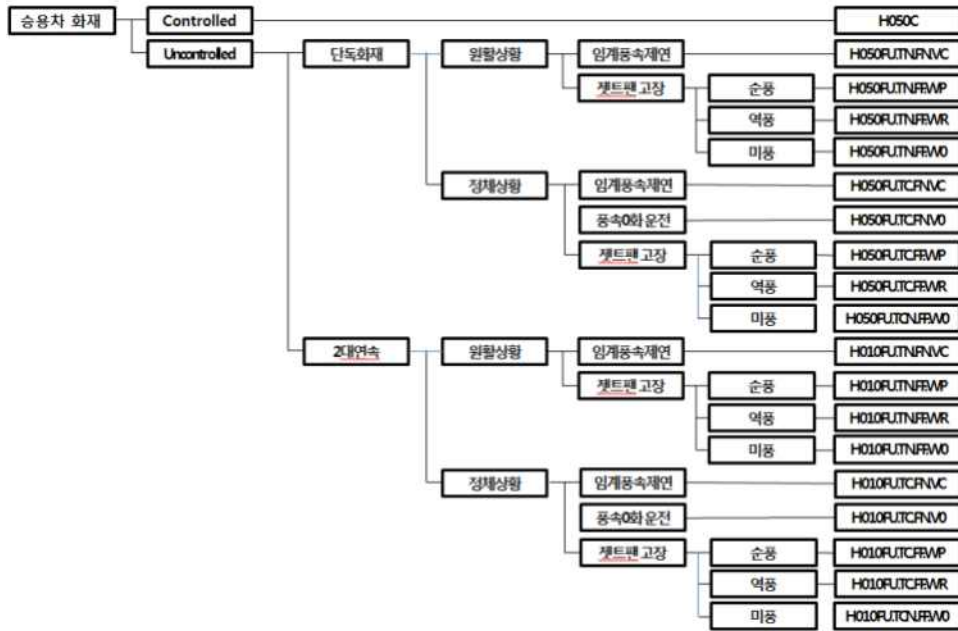 승용차 화재 Controlled H050C
Uncontrolled 단독화재 원활상황 임계풍속제연 H050FU.TN.FN.VC
젯트팬 고장 순풍 H050FU.TN.FF.WP
역풍 H050FU.TN.FF.WR
미풍 H050FU.TN.FF.W0
정체상황 임계풍속제연 H050FU.TC.FN.VC
풍속0화 운전 H050FU.TC.FN.V0
젯트팬 고장 순풍 H050FU.TC.FF.WP
역풍 H050FU.TC.FF.WR
미풍 H050FU.TCN.FF.W0
2대연속 원활상황 임계풍속제연 H010FU.TN.FN.VC
젯트팬 고장 순풍 H010FU.TN.FF.WP
역풍 H010FU.TN.FF.WR
미풍 H010FU.TN.FF.W0
정체상황 임계풍속제연 H010FU.TC.FN.VC
풍속0화 운전 H010FU.TC.FN.V0
젯트팬 고장 순풍 H010FU.TC.FF.WP
역풍 H010FU.TC.FF.WR
미풍 H010FU.TCN.FF.W0